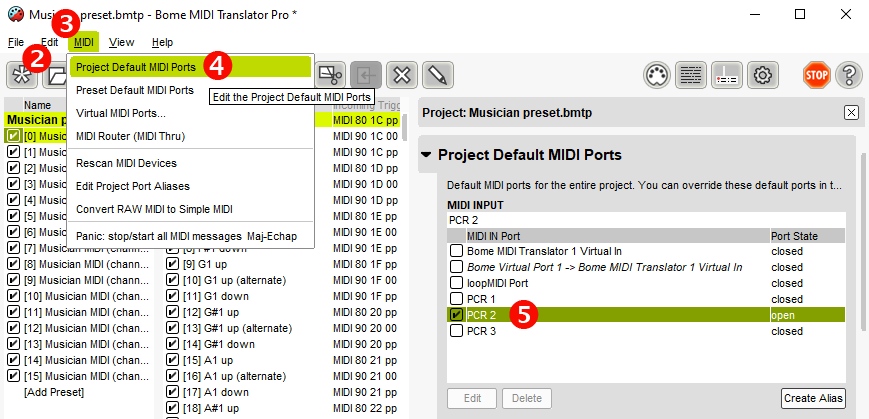 Musician preset.bmtp - Bome MIDI Translator Pro *
3
File Edit MIDI View Help
2
Project Default MIDI Ports 4
Preset Default MIDI Ports
Edit the Project Default MIDI Ports
Virtual MIDI Ports...
MIDI Router (MIDI Thru)
Rescan MIDI Devices
Edit Project Port Aliases
Convert RAW MIDI to Simple MIDI
Panic: stop/start all MIDI messages Maj-Echap
STOP ?
Name
Musician p
[0] Music
[1] Music
[2] Music
[3] Music
[4] Music
[5] Music
[6] Music
[7] Musician MIDI (chann...
[8] Musician MIDI (chann...
[9] Musician MIDI (chann...
[10] Musician MIDI (chan...
[11] Musician MIDI (chan...
[12] Musician MIDI (chan...
[13] Musician MIDI (chan...
[14] Musician MIDI (chan...
[15] Musician MIDI (chan...
[Add Preset]
[8] F#1 down
[9] G1 up
[10] G1 up (alternate)
[11] G1 down
[12] G#1 up
[13] G#1 up (alternate)
[14] G#1 down
[15] A1 up
[16] A1 up (alternate)
[17] A1 down
[18] A#1 up
Incoming Trigg
MIDI 80 1C pp
MIDI 90 1C 00
MIDI 90 1C pp
MIDI 80 1D pp
MIDI 90 1D 00
MIDI 90 1D pp
MIDI 80 1E pp
MIDI 90 1E 00
MIDI 90 1E pp
MIDI 80 1F pp
MIDI 90 1F 00
MIDI 90 1F pp
MIDI 80 20 pp
MIDI 90 20 00
MIDI 90 20 pp
MIDI 80 21 pp
MIDI 90 21 00
MIDI 90 21 pp
MIDI 80 22 pp
Project: Musician preset.bmtp
Project Default MIDI Ports
Default MIDI ports for the entire project. You can override these default ports in t...
MIDI INPUT
PCR 2
MIDI IN Port Port State
Bome MIDI Translator 1 Virtual In closed
Bome Virtual Port 1 -> Bome MIDI Translator 1 Virtual In closed
loopMIDI Port closed
PCR 1 closed
PCR 2 5 open
PCR 3 closed
Edit Delete Create Alias